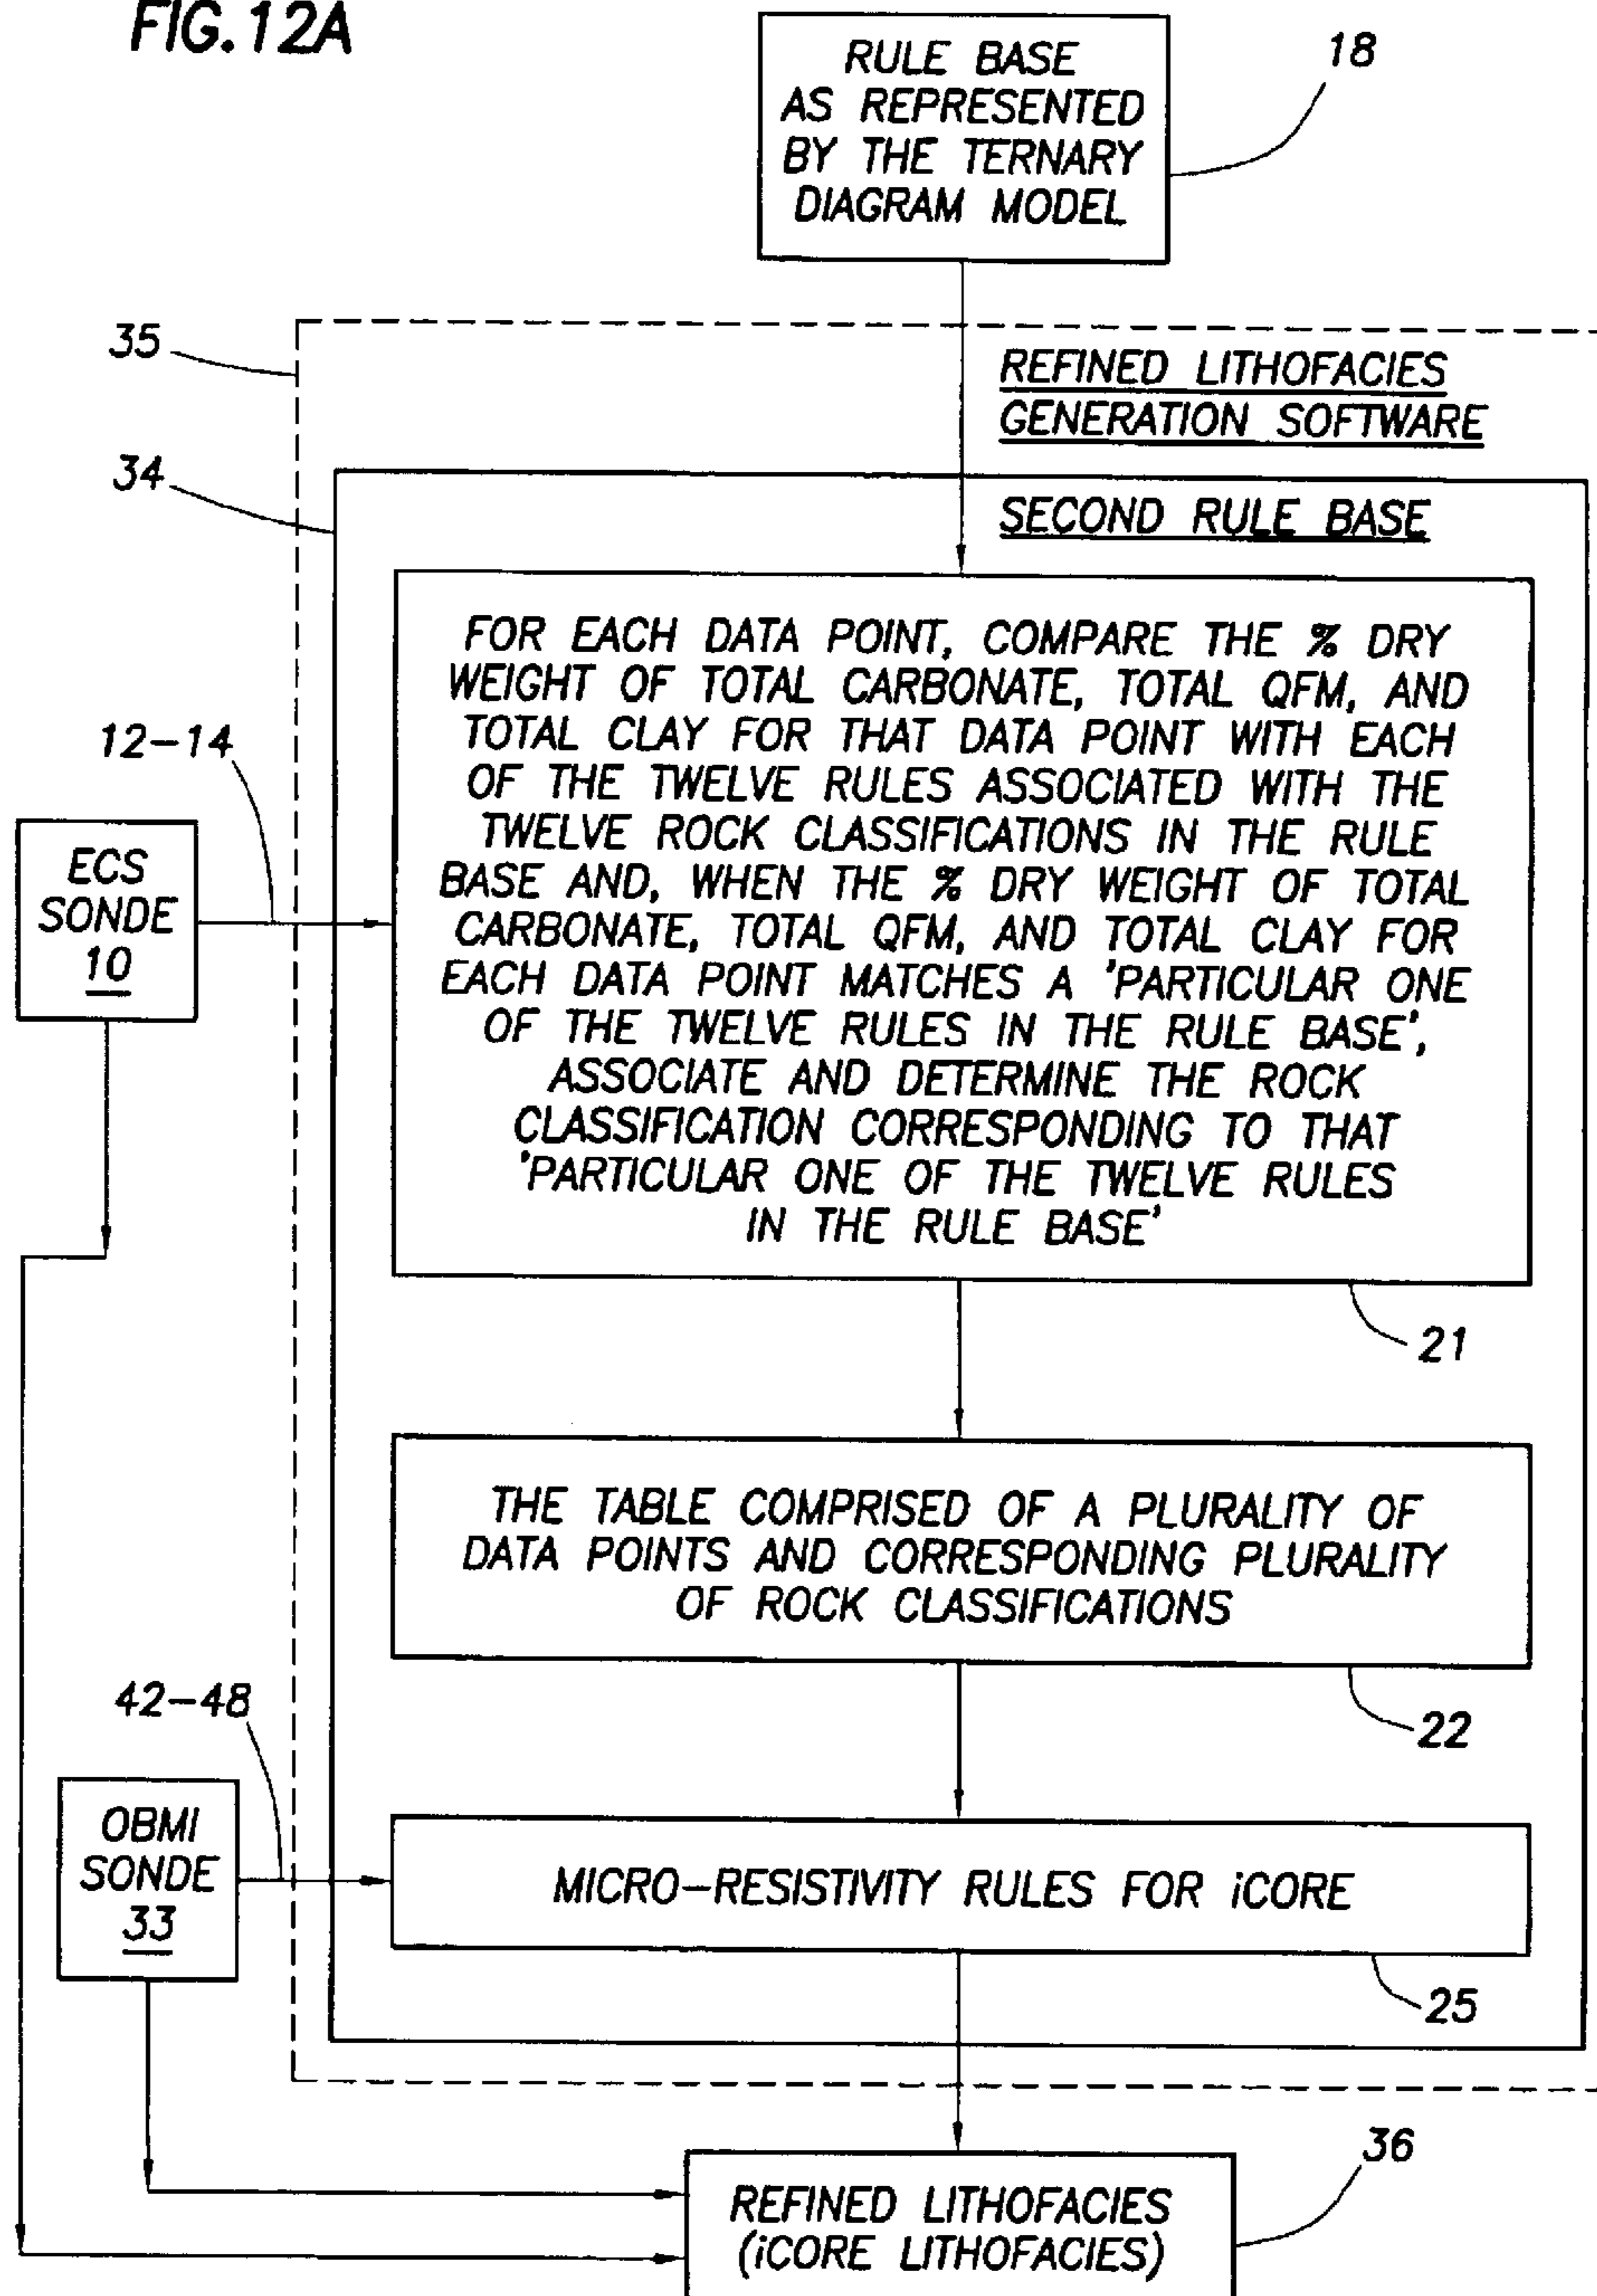 FIG.12A
RULE BASE
AS REPRESENTED
BY THE TERNARY
DIAGRAM MODEL
18
35
REFINED LITHOFACIES
GENERATION SOFTWARE
34
SECOND RULE BASE
FOR EACH DATA POINT, COMPARE THE % DRY
WEIGHT OF TOTAL CARBONATE, TOTAL QFM, AND
TOTAL CLAY FOR THAT DATA POINT WITH EACH
OF THE TWELVE RULES ASSOCIATED WITH THE
TWELVE ROCK CLASSIFICATIONS IN THE RULE
BASE AND, WHEN THE % DRY WEIGHT OF TOTAL
CARBONATE, TOTAL QFM, AND TOTAL CLAY FOR
EACH DATA POINT MATCHES A 'PARTICULAR ONE
OF THE TWELVE RULES IN THE RULE BASE',
ASSOCIATE AND DETERMINE THE ROCK
CLASSIFICATION CORRESPONDING TO THAT
'PARTICULAR ONE OF THE TWELVE RULES
IN THE RULE BASE'
12-14
ECS
SONDE
10
21
THE TABLE COMPRISED OF A PLURALITY OF
DATA POINTS AND CORRESPONDING PLURALITY
OF ROCK CLASSIFICATIONS
22
42-48
OBMI
SONDE
33
MICRO-RESISTIVITY RULES FOR iCORE
25
REFINED LITHOFACIES
(iCORE LITHOFACIES)
36